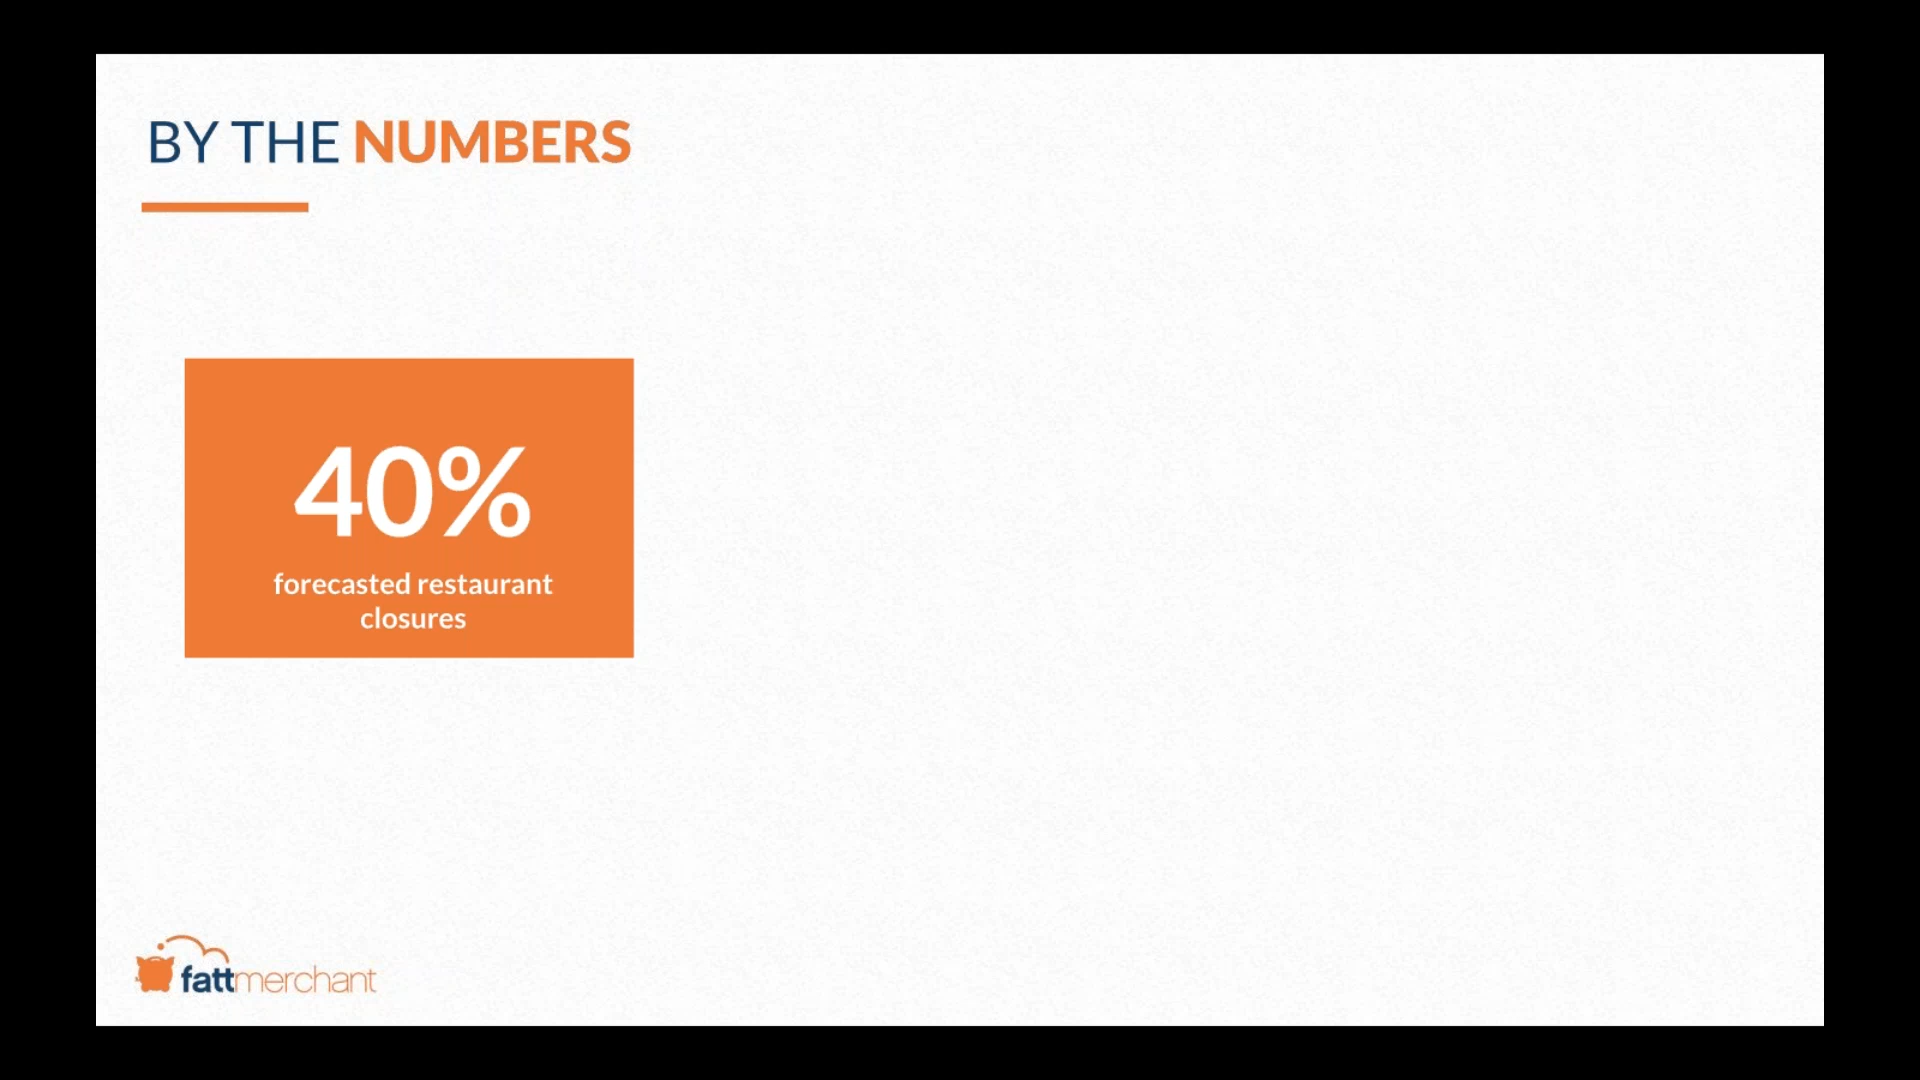 BY THE NUMBERS
40%
forecasted restaurant
closures
fattmerchant